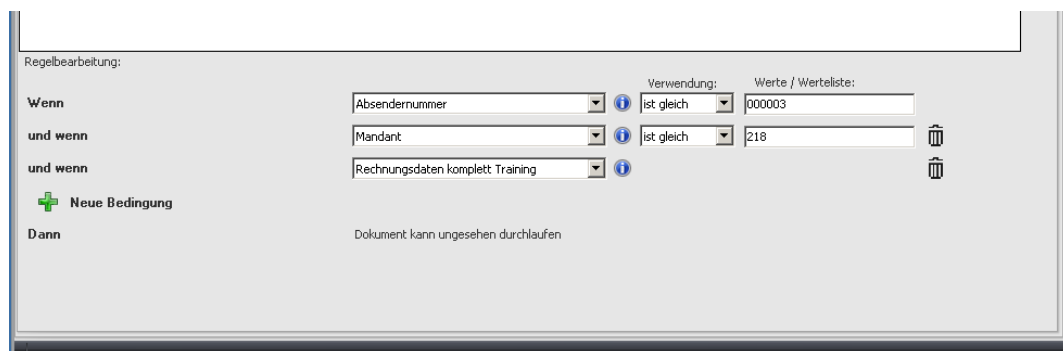 Regelbearbeitung:
Verwendung: Werte / Werteliste:
Wenn Absendernummer ist gleich 000003
und wenn Mandant ist gleich 218
und wenn Rechnungsdaten komplett Training
Neue Bedingung
Dann Dokument kann ungesehen durchlaufen